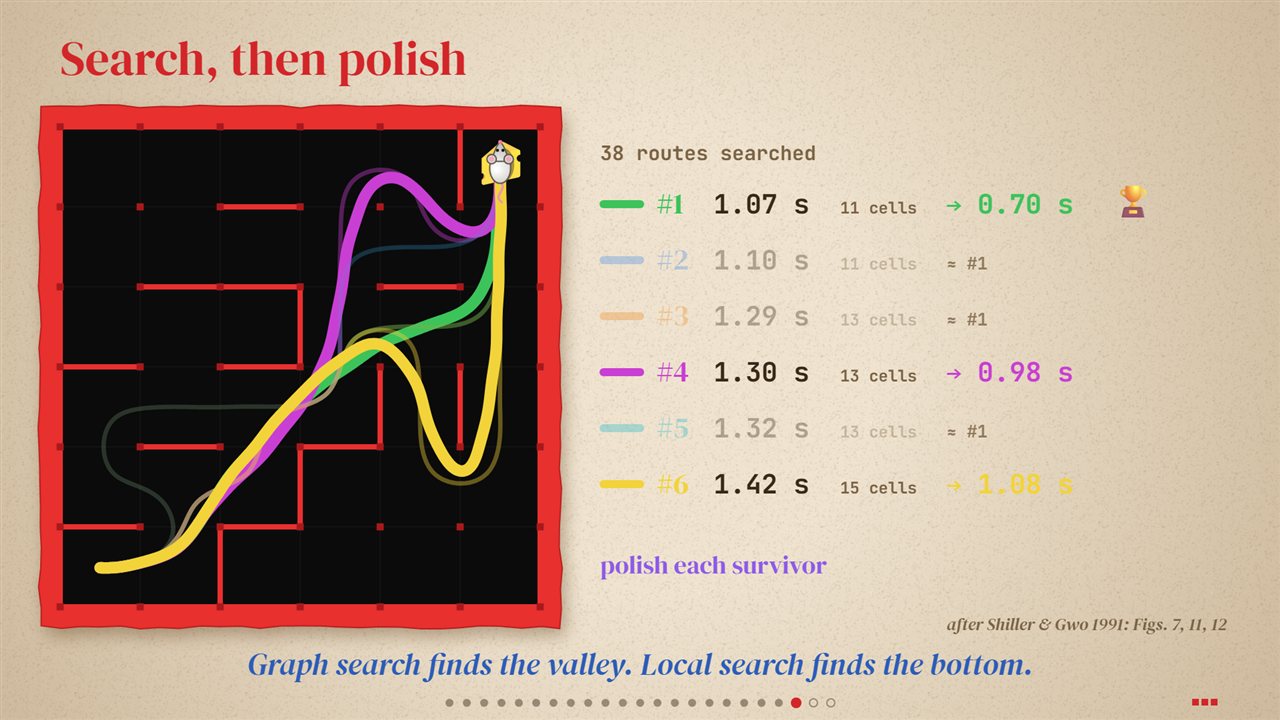 Search, then polish
38 routes searched
#1 1.07 s 11 cells → 0.70 s
#2 1.10 s 11 cells ≈ #1
#3 1.29 s 13 cells ≈ #1
#4 1.30 s 13 cells → 0.98 s
#5 1.32 s 13 cells ≈ #1
#6 1.42 s 15 cells → 1.08 s
polish each survivor
after Shiller & Gwo 1991: Figs. 7, 11, 12
Graph search finds the valley. Local search finds the bottom.